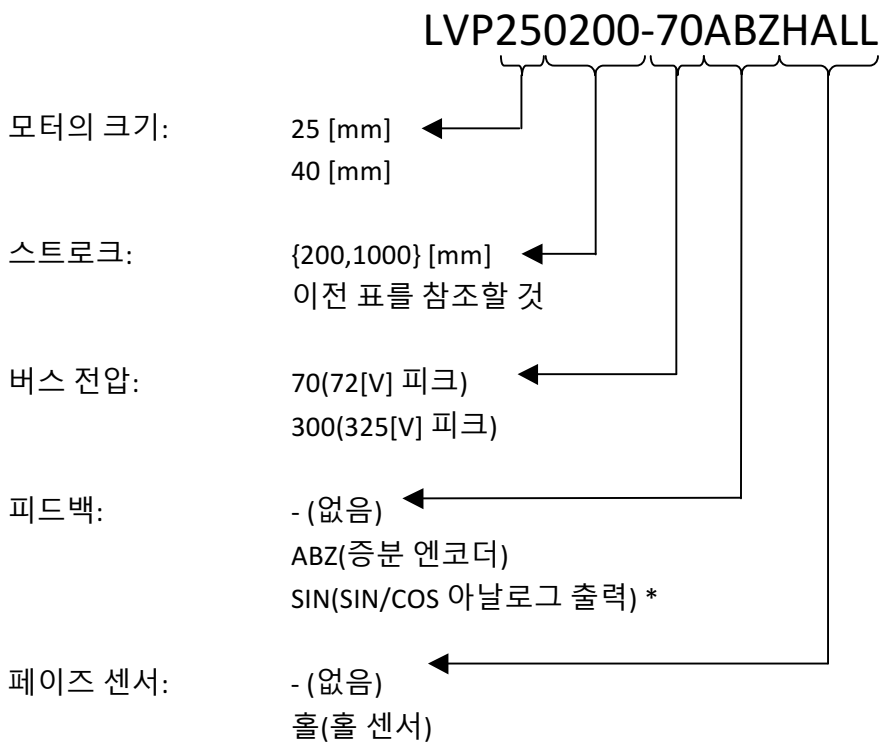 LVP250200-70ABZHALL
모터의 크기: 25 [mm]
40 [mm]
스트로크: {200,1000} [mm]
이전 표를 참조할 것
버스 전압: 70(72[V] 피크)
300(325[V] 피크)
피드백: - (없음)
ABZ(증분 엔코더)
SIN(SIN/COS 아날로그 출력) *
페이즈 센서: - (없음)
홀(홀 센서)